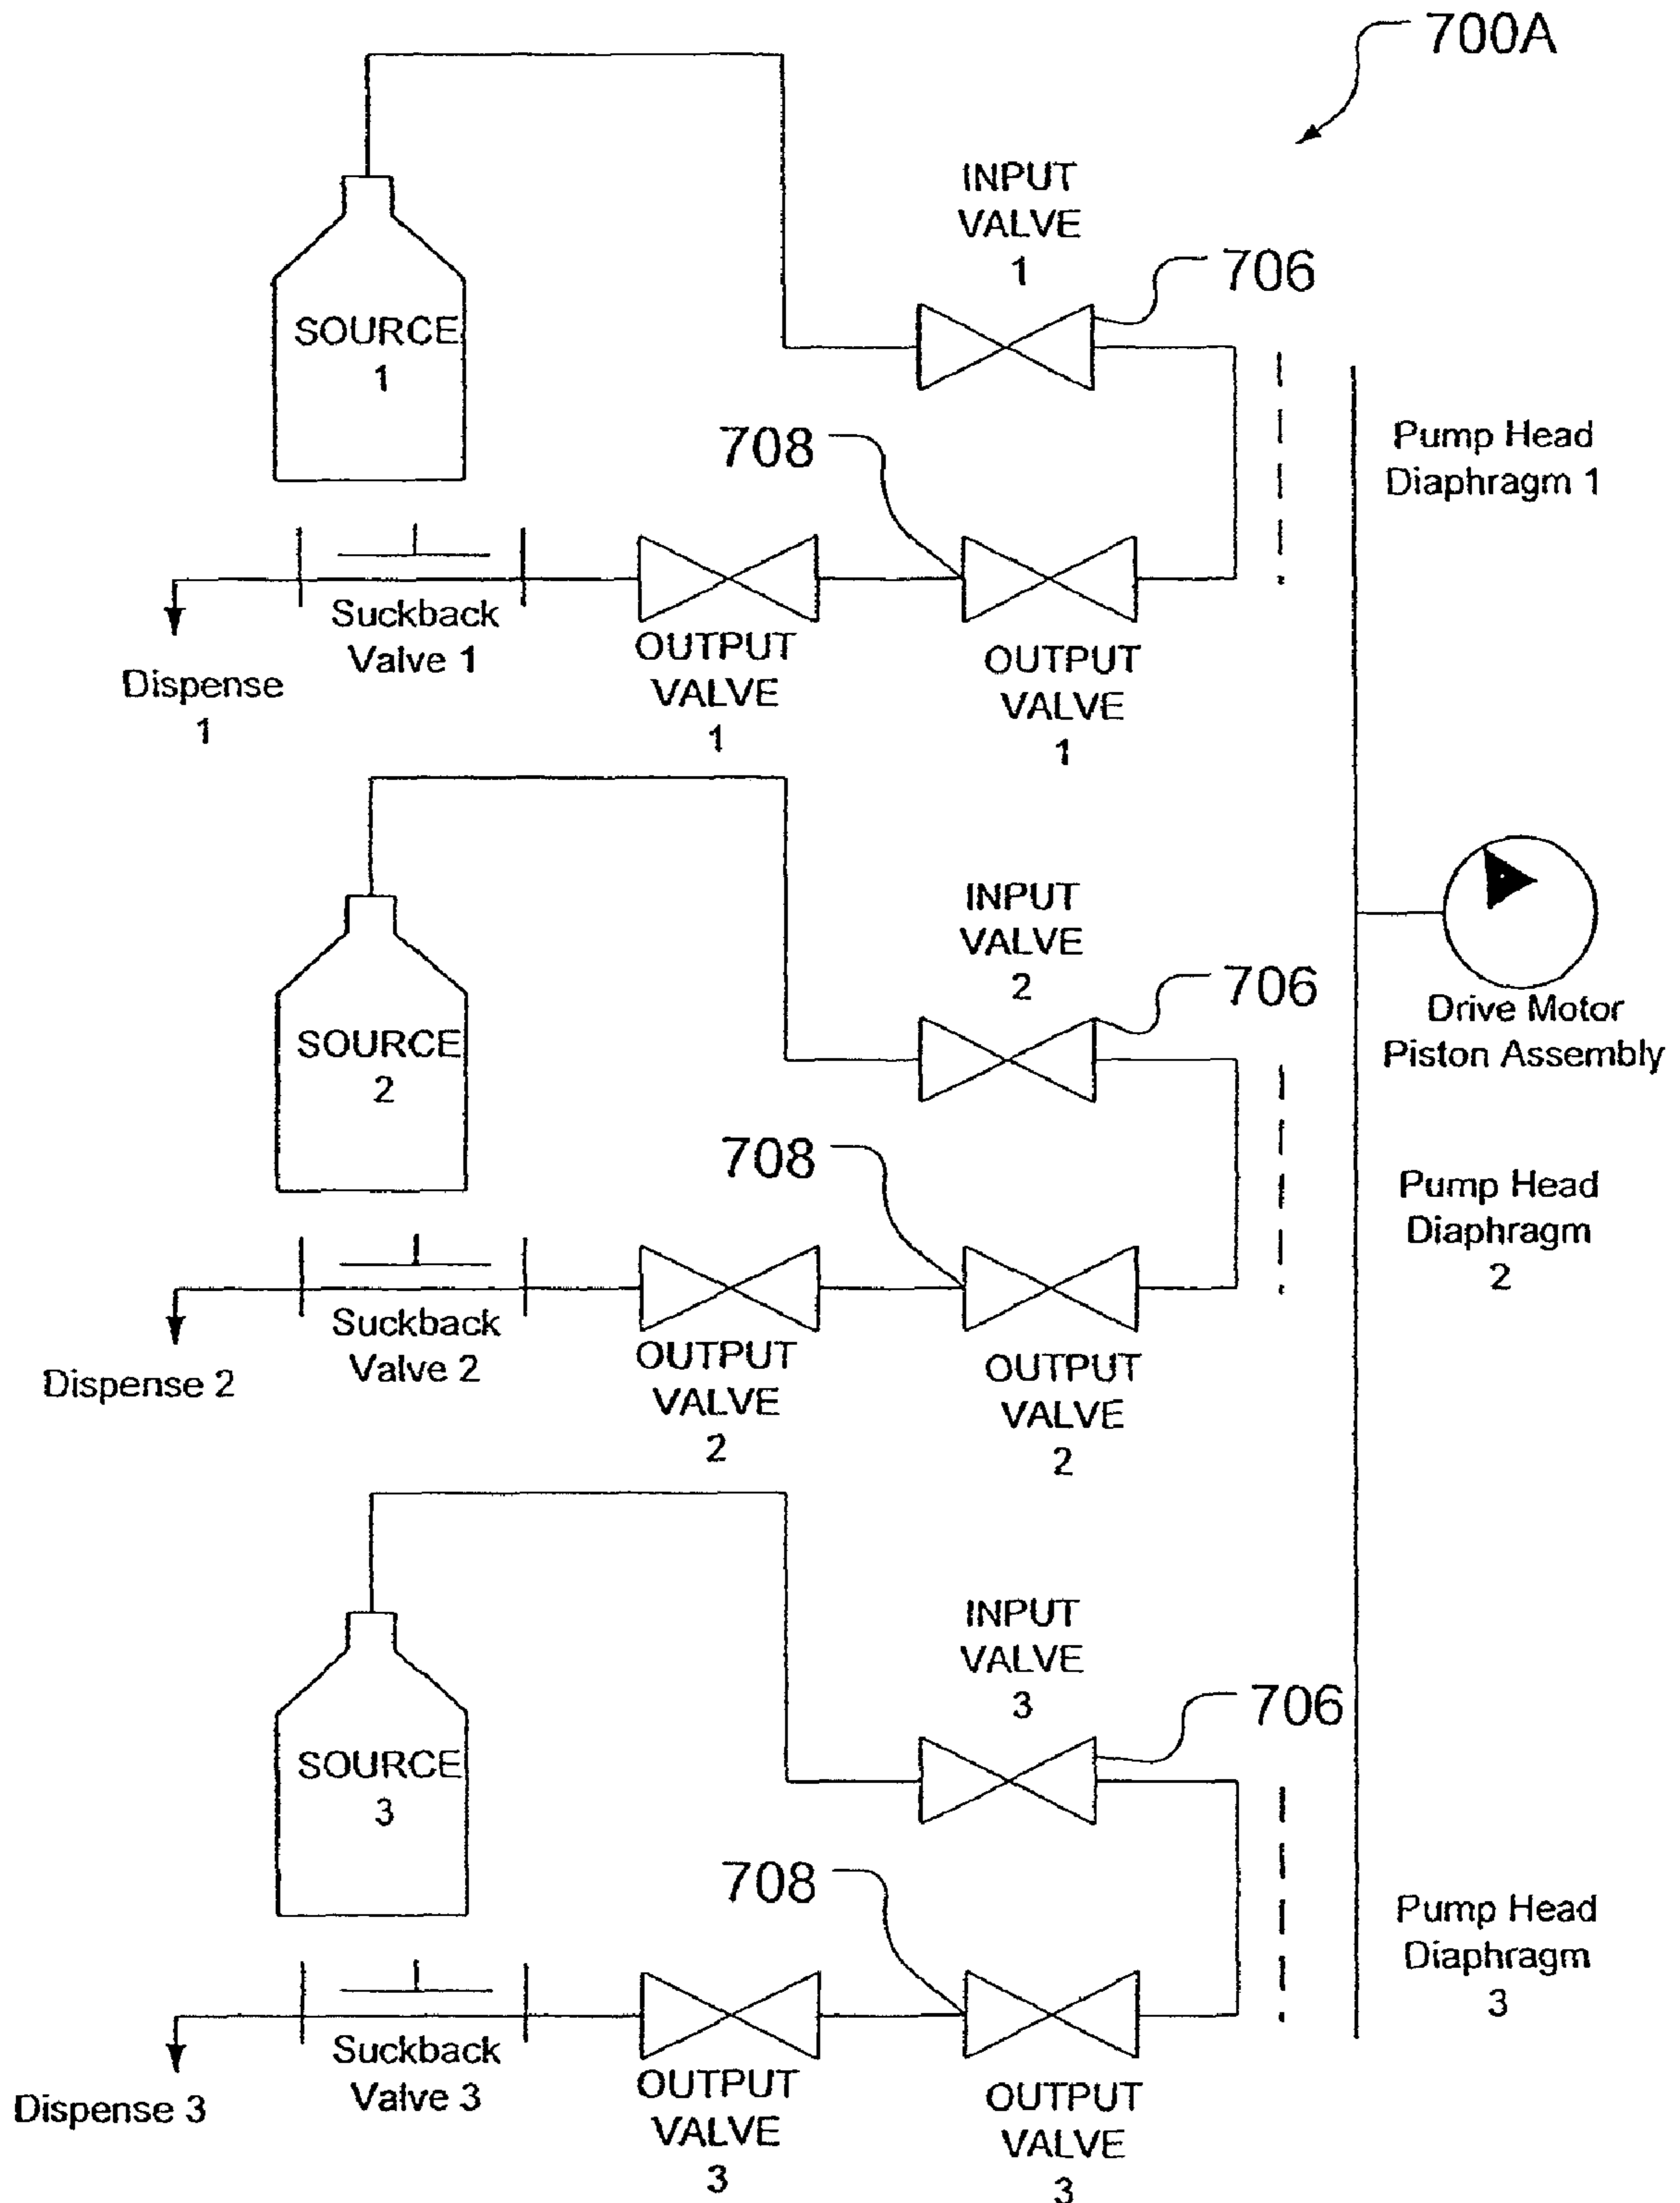 700A
INPUT
VALVE
1
706
SOURCE
1
708
Pump Head
Diaphragm 1
Suckback
Valve 1
OUTPUT
VALVE
1
OUTPUT
VALVE
1
Dispense
1
INPUT
VALVE
2
706
SOURCE
2
Drive Motor
Piston Assembly
708
Pump Head
Diaphragm
2
Suckback
Valve 2
OUTPUT
VALVE
2
OUTPUT
VALVE
2
Dispense 2
INPUT
VALVE
3
706
SOURCE
3
708
Pump Head
Diaphragm
3
Suckback
Valve 3
OUTPUT
VALVE
3
OUTPUT
VALVE
3
Dispense 3